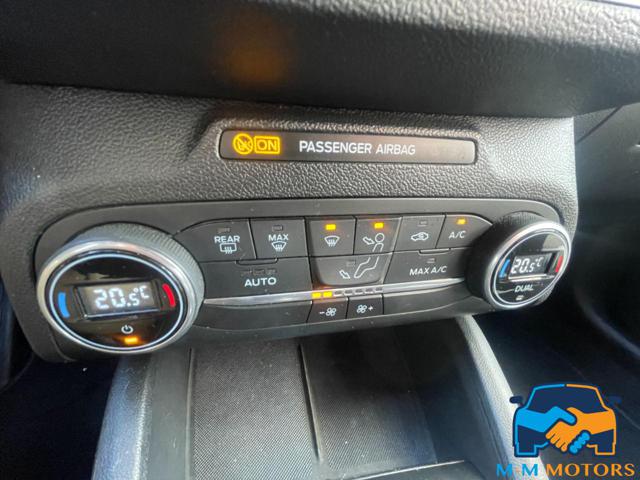 ON PASSENGER AIRBAG
REAR MAX A/C
AUTO MAX A/C
20.5°C 20.5°C
DUAL
- +
M·M MOTORS